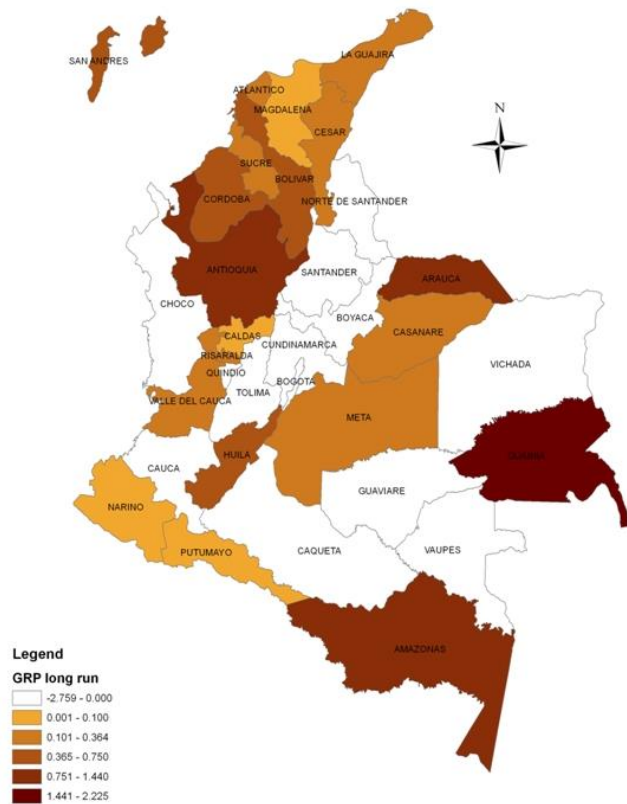 SAN ANDRES
LA GUAJIRA
ATLANTICO
MAGDALENA
N
CESAR
SUCRE
BOLIVAR
CORDOBA
NORTE DE SANTANDER
ANTIOQUIA
SANTANDER
ARAUCA
CHOCO
BOYACA
CASANARE
CALDAS
CUNDINAMARCA
RISARALDA
VICHADA
QUINDIO
BOGOTA
TOLIMA
VALLE DEL CAUCA
META
HUILA
GUAINIA
CAUCA
GUAVIARE
NARINO
PUTUMAYO
CAQUETA
VAUPES
AMAZONAS
Legend
GRP long run
-2.759 - 0.000
0.001 - 0.100
0.101 - 0.364
0.365 - 0.750
0.751 - 1.440
1.441 - 2.225